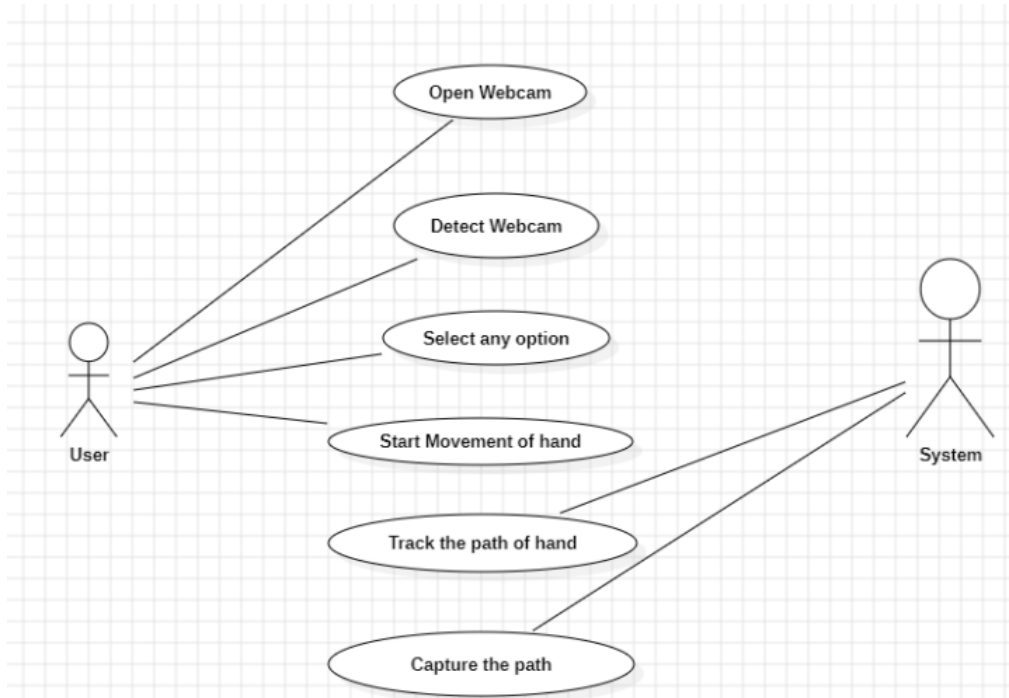 Open Webcam
Detect Webcam
Select any option
Start Movement of hand
User
System
Track the path of hand
Capture the path